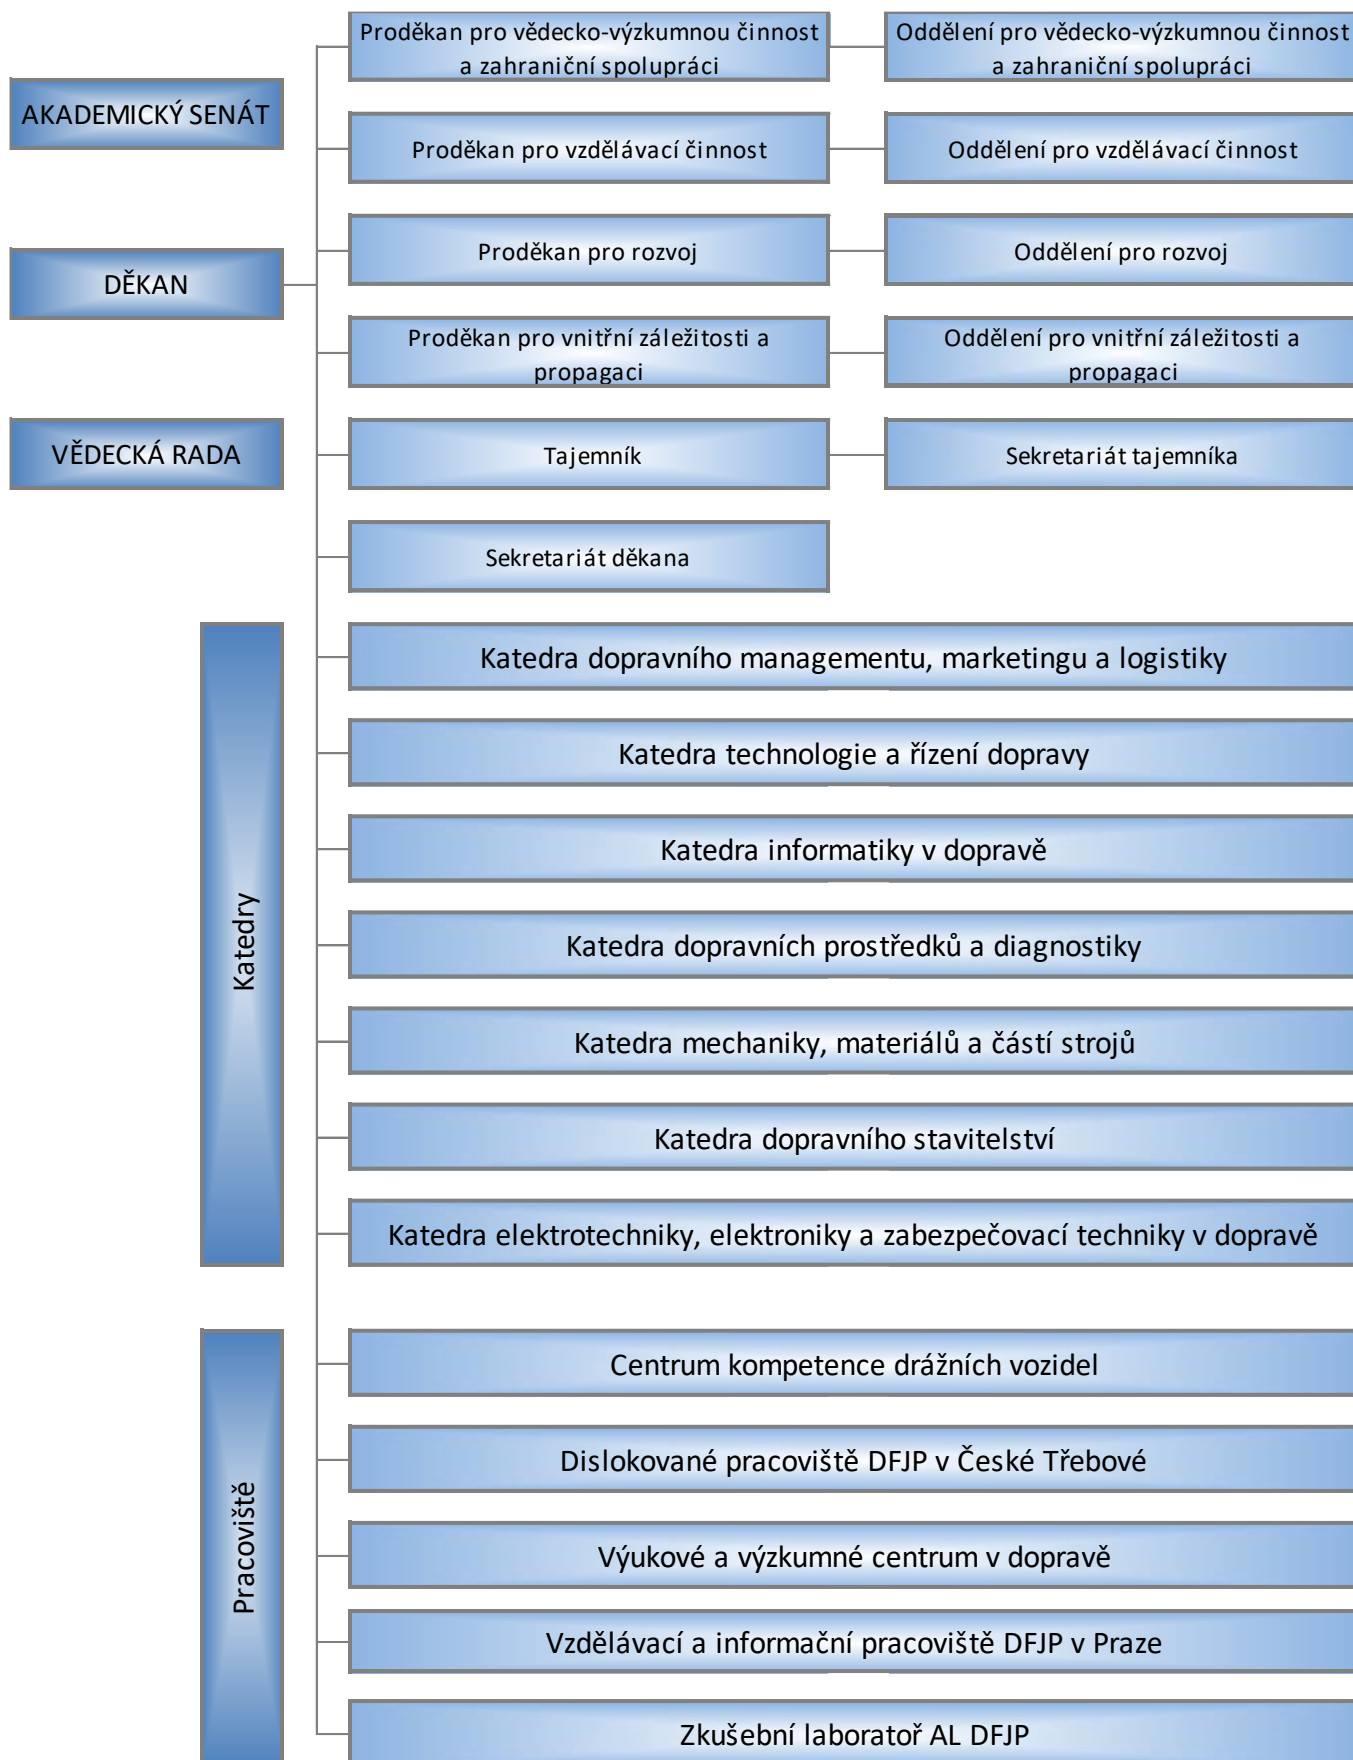 Proděkan pro vědecko-výzkumnou činnost
a zahraniční spolupráci
Oddělení pro vědecko-výzkumnou činnost
a zahraniční spolupráci
AKADEMICKÝ SENÁT
Proděkan pro vzdělávací činnost
Oddělení pro vzdělávací činnost
Proděkan pro rozvoj
Oddělení pro rozvoj
DĚKAN
Proděkan pro vnitřní záležitosti a
propagaci
Oddělení pro vnitřní záležitosti a
propagaci
VĚDECKÁ RADA
Tajemník
Sekretariát tajemníka
Sekretariát děkana
Katedry
Katedra dopravního managementu, marketingu a logistiky
Katedra technologie a řízení dopravy
Katedra informatiky v dopravě
Katedra dopravních prostředků a diagnostiky
Katedra mechaniky, materiálů a částí strojů
Katedra dopravního stavitelství
Katedra elektrotechniky, elektroniky a zabezpečovací techniky v dopravě
Pracoviště
Centrum kompetence drážních vozidel
Dislokované pracoviště DFJP v České Třebové
Výukové a výzkumné centrum v dopravě
Vzdělávací a informační pracoviště DFJP v Praze
Zkušební laboratoř AL DFJP